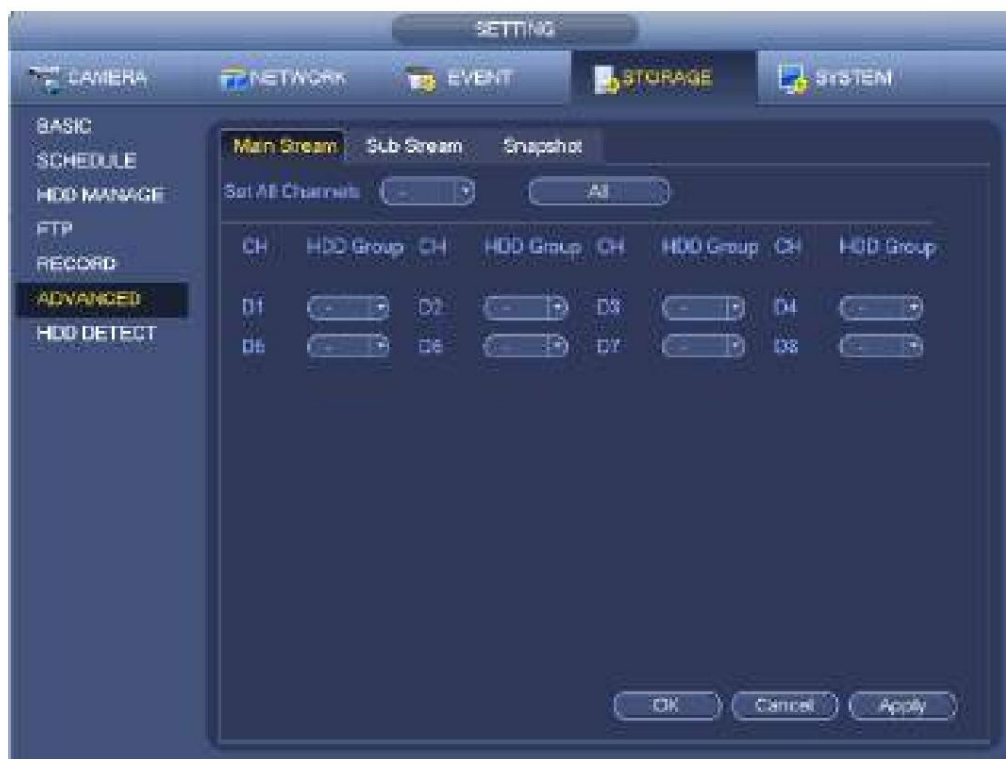 SETTING
CAMERA NETWORK EVENT STORAGE SYSTEM
BASIC
SCHEDULE
HDD MANAGE
FTP
RECORD
ADVANCED
HDD DETECT
Main Stream Sub Stream Snapshot
Set All Channels - All
CH HDD Group CH HDD Group CH HDD Group CH HDD Group
D1 - D2 - D3 - D4 -
D5 - D6 - D7 - D8 -
OK Cancel Apply